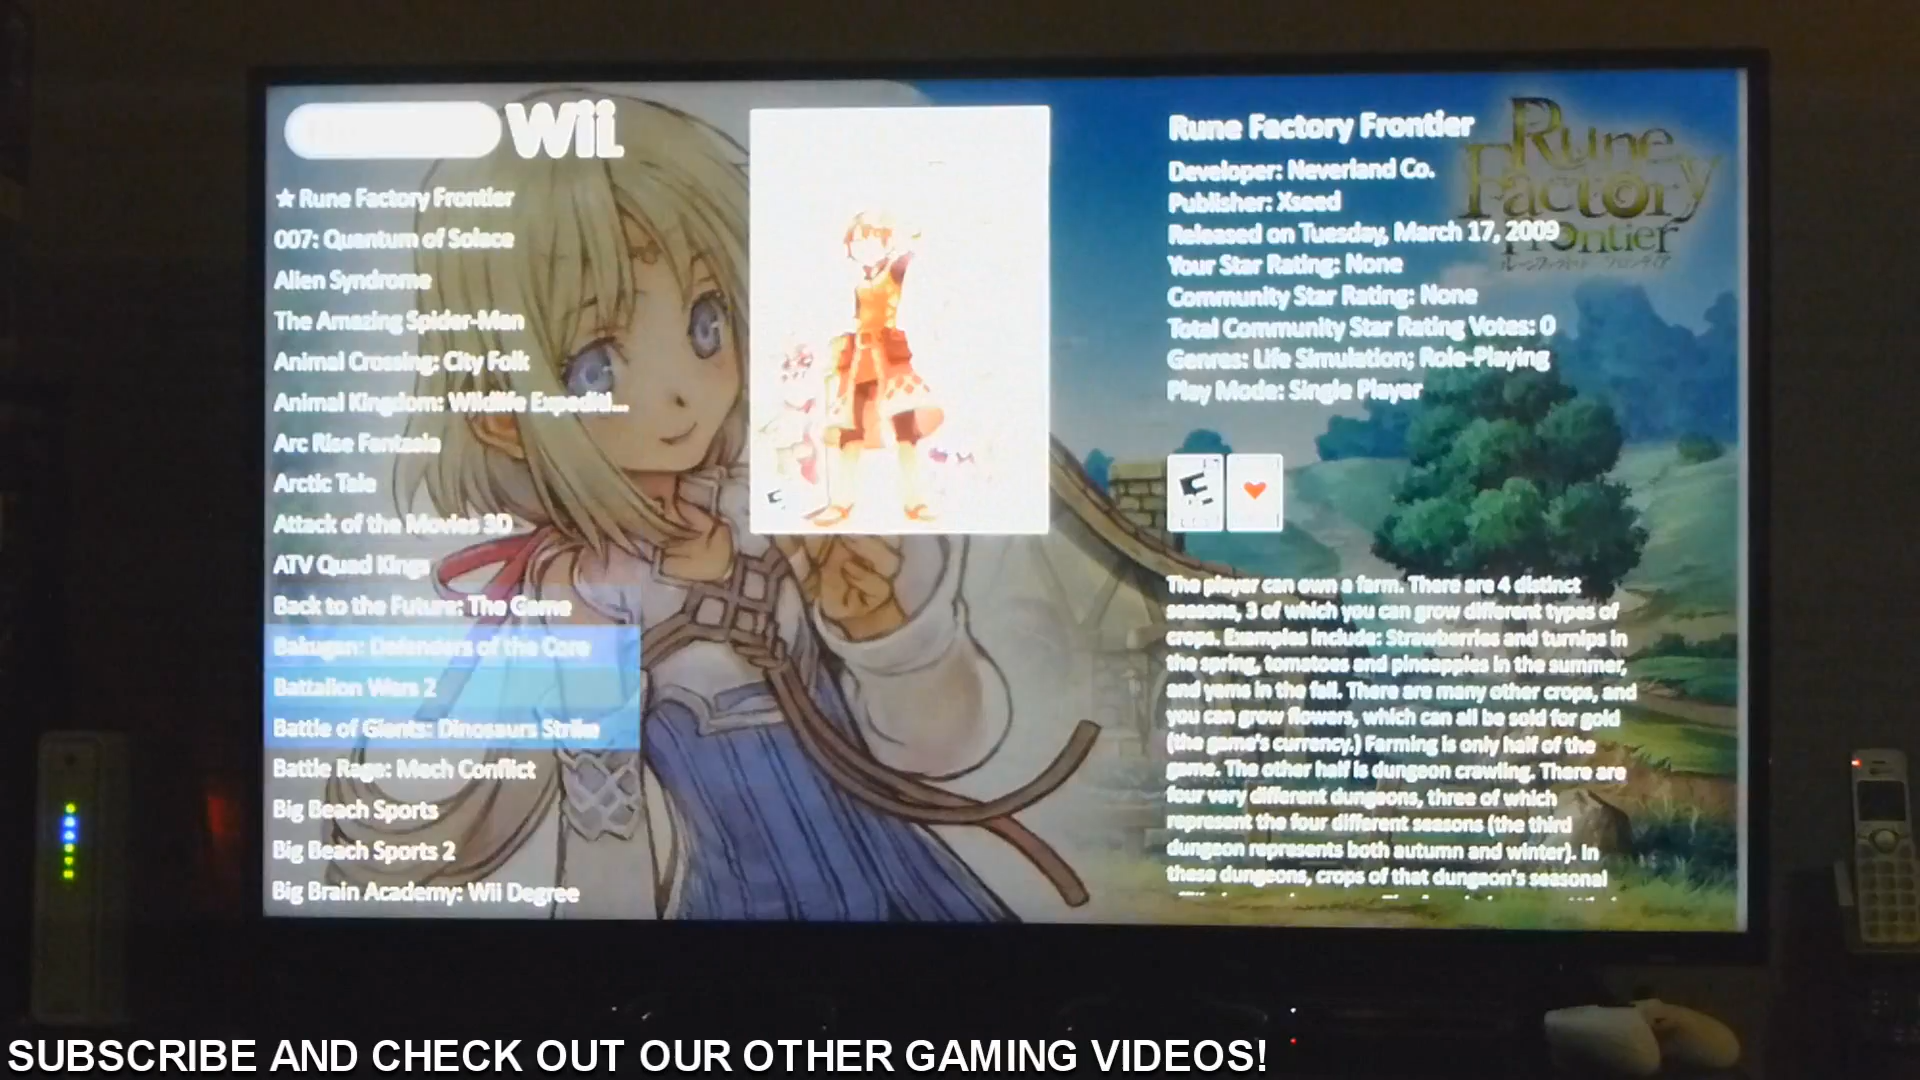 Wii
★ Rune Factory Frontier
007: Quantum of Solace
Alien Syndrome
The Amazing Spider-Man
Animal Crossing: City Folk
Animal Kingdom: Wildlife Expediti...
Arc Rise Fantasia
Arctic Tale
Attack of the Movies 3D
ATV Quad Kings
Back to the Future: The Game
Bakugan: Defenders of the Core
Battalion Wars 2
Battle of Giants: Dinosaurs Strike
Battle Rage: Mech Conflict
Big Beach Sports
Big Beach Sports 2
Big Brain Academy: Wii Degree
E
Rune Factory Frontier
Developer: Neverland Co.
Publisher: Xseed
Released on Tuesday, March 17, 2009
Your Star Rating: None
Community Star Rating: None
Total Community Star Rating Votes: 0
Genres: Life Simulation; Role-Playing
Play Mode: Single Player
Rune
Factory
Frontier
E
The player can own a farm. There are 4 distinct
seasons, 3 of which you can grow different types of
crops. Examples include: Strawberries and turnips in
the spring, tomatoes and pineapples in the summer,
and yams in the fall. There are many other crops, and
you can grow flowers, which can all be sold for gold
(the game's currency.) Farming is only half of the
game. The other half is dungeon crawling. There are
four very different dungeons, three of which
represent the four different seasons (the third
dungeon represents both autumn and winter). In
these dungeons, crops of that dungeon's seasonal
SUBSCRIBE AND CHECK OUT OUR OTHER GAMING VIDEOS!